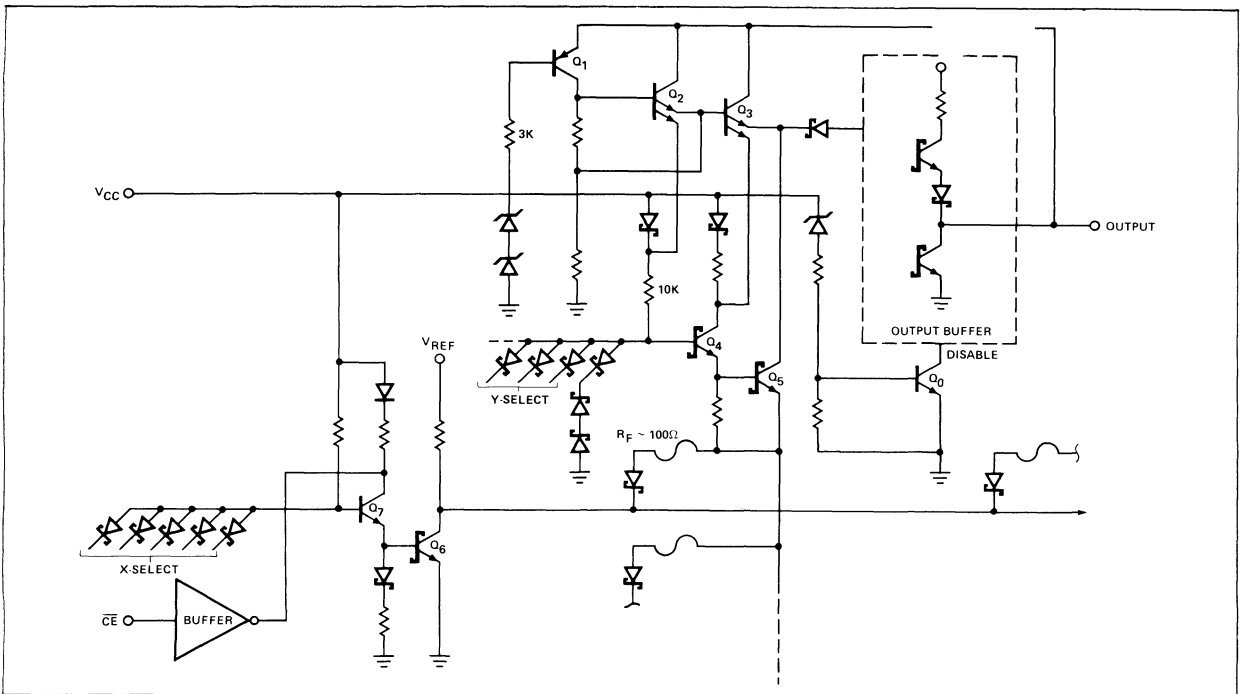 Q1
Q2
Q3
3K
VCC
OUTPUT
10K
OUTPUT BUFFER
DISABLE
VREF
Q4
Y-SELECT
Q5
Q0
RF ~ 100Ω
Q7
Q6
X-SELECT
CE
BUFFER